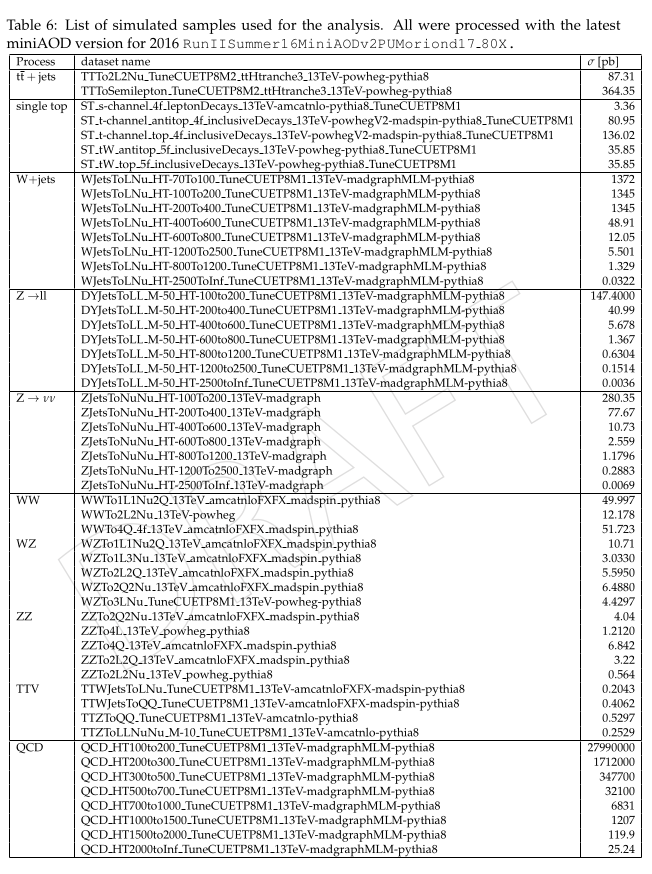 Table 6: List of simulated samples used for the analysis. All were processed with the latest
miniAOD version for 2016 RunIISummer16MiniAODv2PUMoriond17_80X.
Process dataset name σ [pb]
tt̄ + jets TTTo2L2Nu_TuneCUETP8M2_ttHtranche3_13TeV-powheg-pythia8 87.31
TTToSemilepton_TuneCUETP8M2_ttHtranche3_13TeV-powheg-pythia8 364.35
single top ST_s-channel_4f_leptonDecays_13TeV-amcatnlo-pythia8_TuneCUETP8M1 3.36
ST_t-channel_antitop_4f_inclusiveDecays_13TeV-powhegV2-madspin-pythia8_TuneCUETP8M1 80.95
ST_t-channel_top_4f_inclusiveDecays_13TeV-powhegV2-madspin-pythia8_TuneCUETP8M1 136.02
ST_tW_antitop_5f_inclusiveDecays_13TeV-powheg-pythia8_TuneCUETP8M1 35.85
ST_tW_top_5f_inclusiveDecays_13TeV-powheg-pythia8_TuneCUETP8M1 35.85
W+jets WJetsToLNu_HT-70To100_TuneCUETP8M1_13TeV-madgraphMLM-pythia8 1372
WJetsToLNu_HT-100To200_TuneCUETP8M1_13TeV-madgraphMLM-pythia8 1345
WJetsToLNu_HT-200To400_TuneCUETP8M1_13TeV-madgraphMLM-pythia8 1345
WJetsToLNu_HT-400To600_TuneCUETP8M1_13TeV-madgraphMLM-pythia8 48.91
WJetsToLNu_HT-600To800_TuneCUETP8M1_13TeV-madgraphMLM-pythia8 12.05
WJetsToLNu_HT-1200To2500_TuneCUETP8M1_13TeV-madgraphMLM-pythia8 5.501
WJetsToLNu_HT-800To1200_TuneCUETP8M1_13TeV-madgraphMLM-pythia8 1.329
WJetsToLNu_HT-2500ToInf_TuneCUETP8M1_13TeV-madgraphMLM-pythia8 0.0322
Z →ll DYJetsToLL_M-50_HT-100to200_TuneCUETP8M1_13TeV-madgraphMLM-pythia8 147.4000
DYJetsToLL_M-50_HT-200to400_TuneCUETP8M1_13TeV-madgraphMLM-pythia8 40.99
DYJetsToLL_M-50_HT-400to600_TuneCUETP8M1_13TeV-madgraphMLM-pythia8 5.678
DYJetsToLL_M-50_HT-600to800_TuneCUETP8M1_13TeV-madgraphMLM-pythia8 1.367
DYJetsToLL_M-50_HT-800to1200_TuneCUETP8M1_13TeV-madgraphMLM-pythia8 0.6304
DYJetsToLL_M-50_HT-1200to2500_TuneCUETP8M1_13TeV-madgraphMLM-pythia8 0.1514
DYJetsToLL_M-50_HT-2500toInf_TuneCUETP8M1_13TeV-madgraphMLM-pythia8 0.0036
Z → νν ZJetsToNuNu_HT-100To200_13TeV-madgraph 280.35
ZJetsToNuNu_HT-200To400_13TeV-madgraph 77.67
ZJetsToNuNu_HT-400To600_13TeV-madgraph 10.73
ZJetsToNuNu_HT-600To800_13TeV-madgraph 2.559
ZJetsToNuNu_HT-800To1200_13TeV-madgraph 1.1796
ZJetsToNuNu_HT-1200To2500_13TeV-madgraph 0.2883
ZJetsToNuNu_HT-2500ToInf_13TeV-madgraph 0.0069
WW WWTo1L1Nu2Q_13TeV_amcatnloFXFX_madspin_pythia8 49.997
WWTo2L2Nu_13TeV-powheg 12.178
WWTo4Q_4f_13TeV_amcatnloFXFX_madspin_pythia8 51.723
WZ WZTo1L1Nu2Q_13TeV_amcatnloFXFX_madspin_pythia8 10.71
WZTo1L3Nu_13TeV_amcatnloFXFX_madspin_pythia8 3.0330
WZTo2L2Q_13TeV_amcatnloFXFX_madspin_pythia8 5.5950
WZTo2Q2Nu_13TeV_amcatnloFXFX_madspin_pythia8 6.4880
WZTo3LNu_TuneCUETP8M1_13TeV-powheg-pythia8 4.4297
ZZ ZZTo2Q2Nu_13TeV_amcatnloFXFX_madspin_pythia8 4.04
ZZTo4L_13TeV_powheg_pythia8 1.2120
ZZTo4Q_13TeV_amcatnloFXFX_madspin_pythia8 6.842
ZZTo2L2Q_13TeV_amcatnloFXFX_madspin_pythia8 3.22
ZZTo2L2Nu_13TeV_powheg_pythia8 0.564
TTV TTWJetsToLNu_TuneCUETP8M1_13TeV-amcatnloFXFX-madspin-pythia8 0.2043
TTWJetsToQQ_TuneCUETP8M1_13TeV-amcatnloFXFX-madspin-pythia8 0.4062
TTZToQQ_TuneCUETP8M1_13TeV-amcatnlo-pythia8 0.5297
TTZToLLNuNu_M-10_TuneCUETP8M1_13TeV-amcatnlo-pythia8 0.2529
QCD QCD_HT100to200_TuneCUETP8M1_13TeV-madgraphMLM-pythia8 27990000
QCD_HT200to300_TuneCUETP8M1_13TeV-madgraphMLM-pythia8 1712000
QCD_HT300to500_TuneCUETP8M1_13TeV-madgraphMLM-pythia8 347700
QCD_HT500to700_TuneCUETP8M1_13TeV-madgraphMLM-pythia8 32100
QCD_HT700to1000_TuneCUETP8M1_13TeV-madgraphMLM-pythia8 6831
QCD_HT1000to1500_TuneCUETP8M1_13TeV-madgraphMLM-pythia8 1207
QCD_HT1500to2000_TuneCUETP8M1_13TeV-madgraphMLM-pythia8 119.9
QCD_HT2000toInf_TuneCUETP8M1_13TeV-madgraphMLM-pythia8 25.24
DRAFT